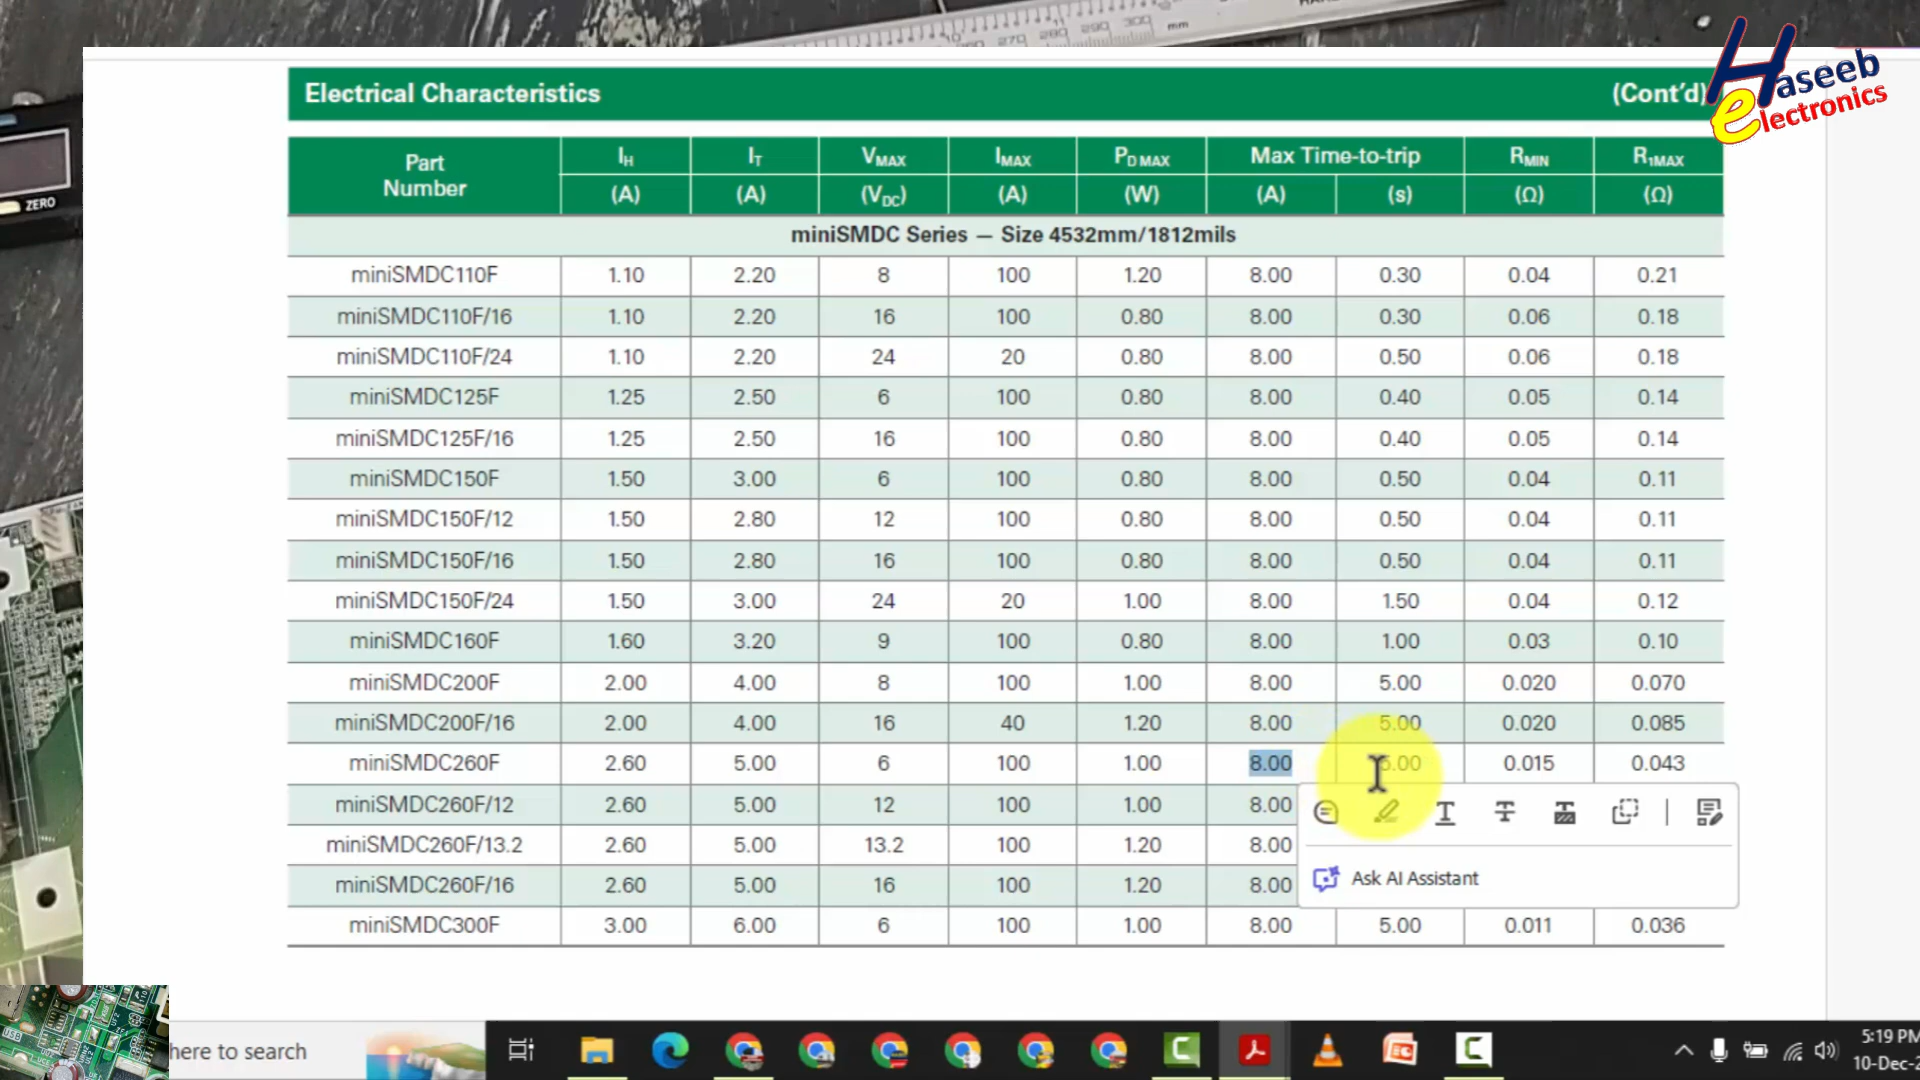 mm
Haseeb
electronics
ZERO
Electrical Characteristics (Cont'd)
Part Number I_H I_T V_MAX I_MAX P_D MAX Max Time-to-trip R_MIN R_1MAX
(A) (A) (V_DC) (A) (W) (A) (s) (Ω) (Ω)
miniSMDC Series — Size 4532mm/1812mils
miniSMDC110F 1.10 2.20 8 100 1.20 8.00 0.30 0.04 0.21
miniSMDC110F/16 1.10 2.20 16 100 0.80 8.00 0.30 0.06 0.18
miniSMDC110F/24 1.10 2.20 24 20 0.80 8.00 0.50 0.06 0.18
miniSMDC125F 1.25 2.50 6 100 0.80 8.00 0.40 0.05 0.14
miniSMDC125F/16 1.25 2.50 16 100 0.80 8.00 0.40 0.05 0.14
miniSMDC150F 1.50 3.00 6 100 0.80 8.00 0.50 0.04 0.11
miniSMDC150F/12 1.50 2.80 12 100 0.80 8.00 0.50 0.04 0.11
miniSMDC150F/16 1.50 2.80 16 100 0.80 8.00 0.50 0.04 0.11
miniSMDC150F/24 1.50 3.00 24 20 1.00 8.00 1.50 0.04 0.12
miniSMDC160F 1.60 3.20 9 100 0.80 8.00 1.00 0.03 0.10
miniSMDC200F 2.00 4.00 8 100 1.00 8.00 5.00 0.020 0.070
miniSMDC200F/16 2.00 4.00 16 40 1.20 8.00 5.00 0.020 0.085
miniSMDC260F 2.60 5.00 6 100 1.00 8.00 5.00 0.015 0.043
miniSMDC260F/12 2.60 5.00 12 100 1.00 8.00
miniSMDC260F/13.2 2.60 5.00 13.2 100 1.20 8.00
miniSMDC260F/16 2.60 5.00 16 100 1.20 8.00
Ask AI Assistant
miniSMDC300F 3.00 6.00 6 100 1.00 8.00 5.00 0.011 0.036
here to search
5:19 PM
10-Dec-2